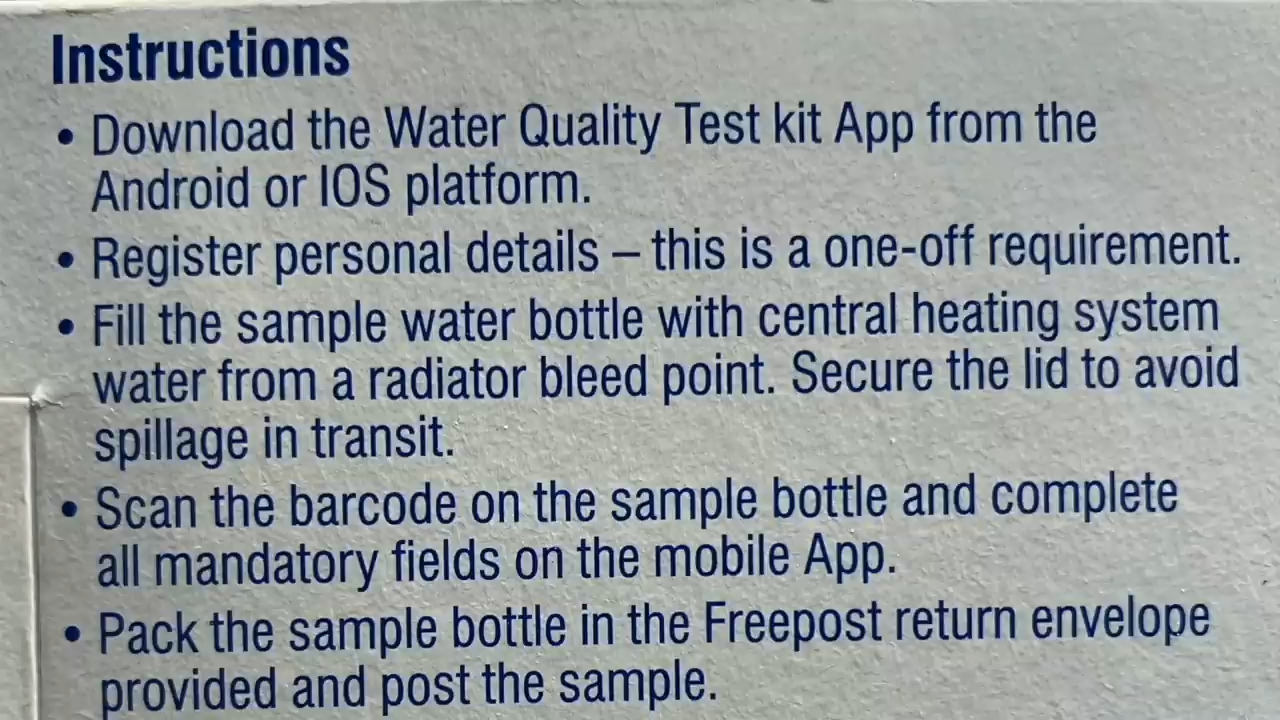 Instructions
• Download the Water Quality Test kit App from the
Android or IOS platform.
• Register personal details – this is a one-off requirement.
• Fill the sample water bottle with central heating system
water from a radiator bleed point. Secure the lid to avoid
spillage in transit.
• Scan the barcode on the sample bottle and complete
all mandatory fields on the mobile App.
• Pack the sample bottle in the Freepost return envelope
provided and post the sample.